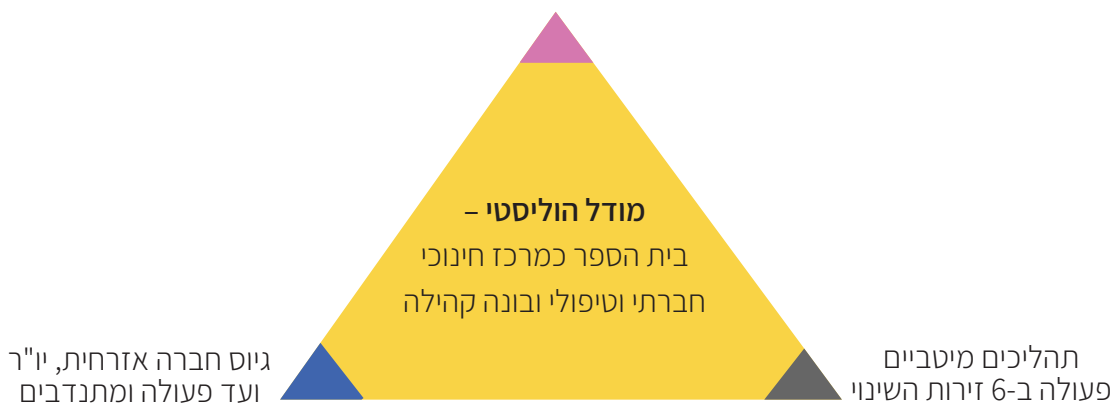 מודל הוליסטי –
בית הספר כמרכז חינוכי
חברתי וטיפולי ובונה קהילה
תהליכים מיטביים
פעולה ב-6 זירות השינוי
גיוס חברה אזרחית, יו"ר
ועד פעולה ומתנדבים